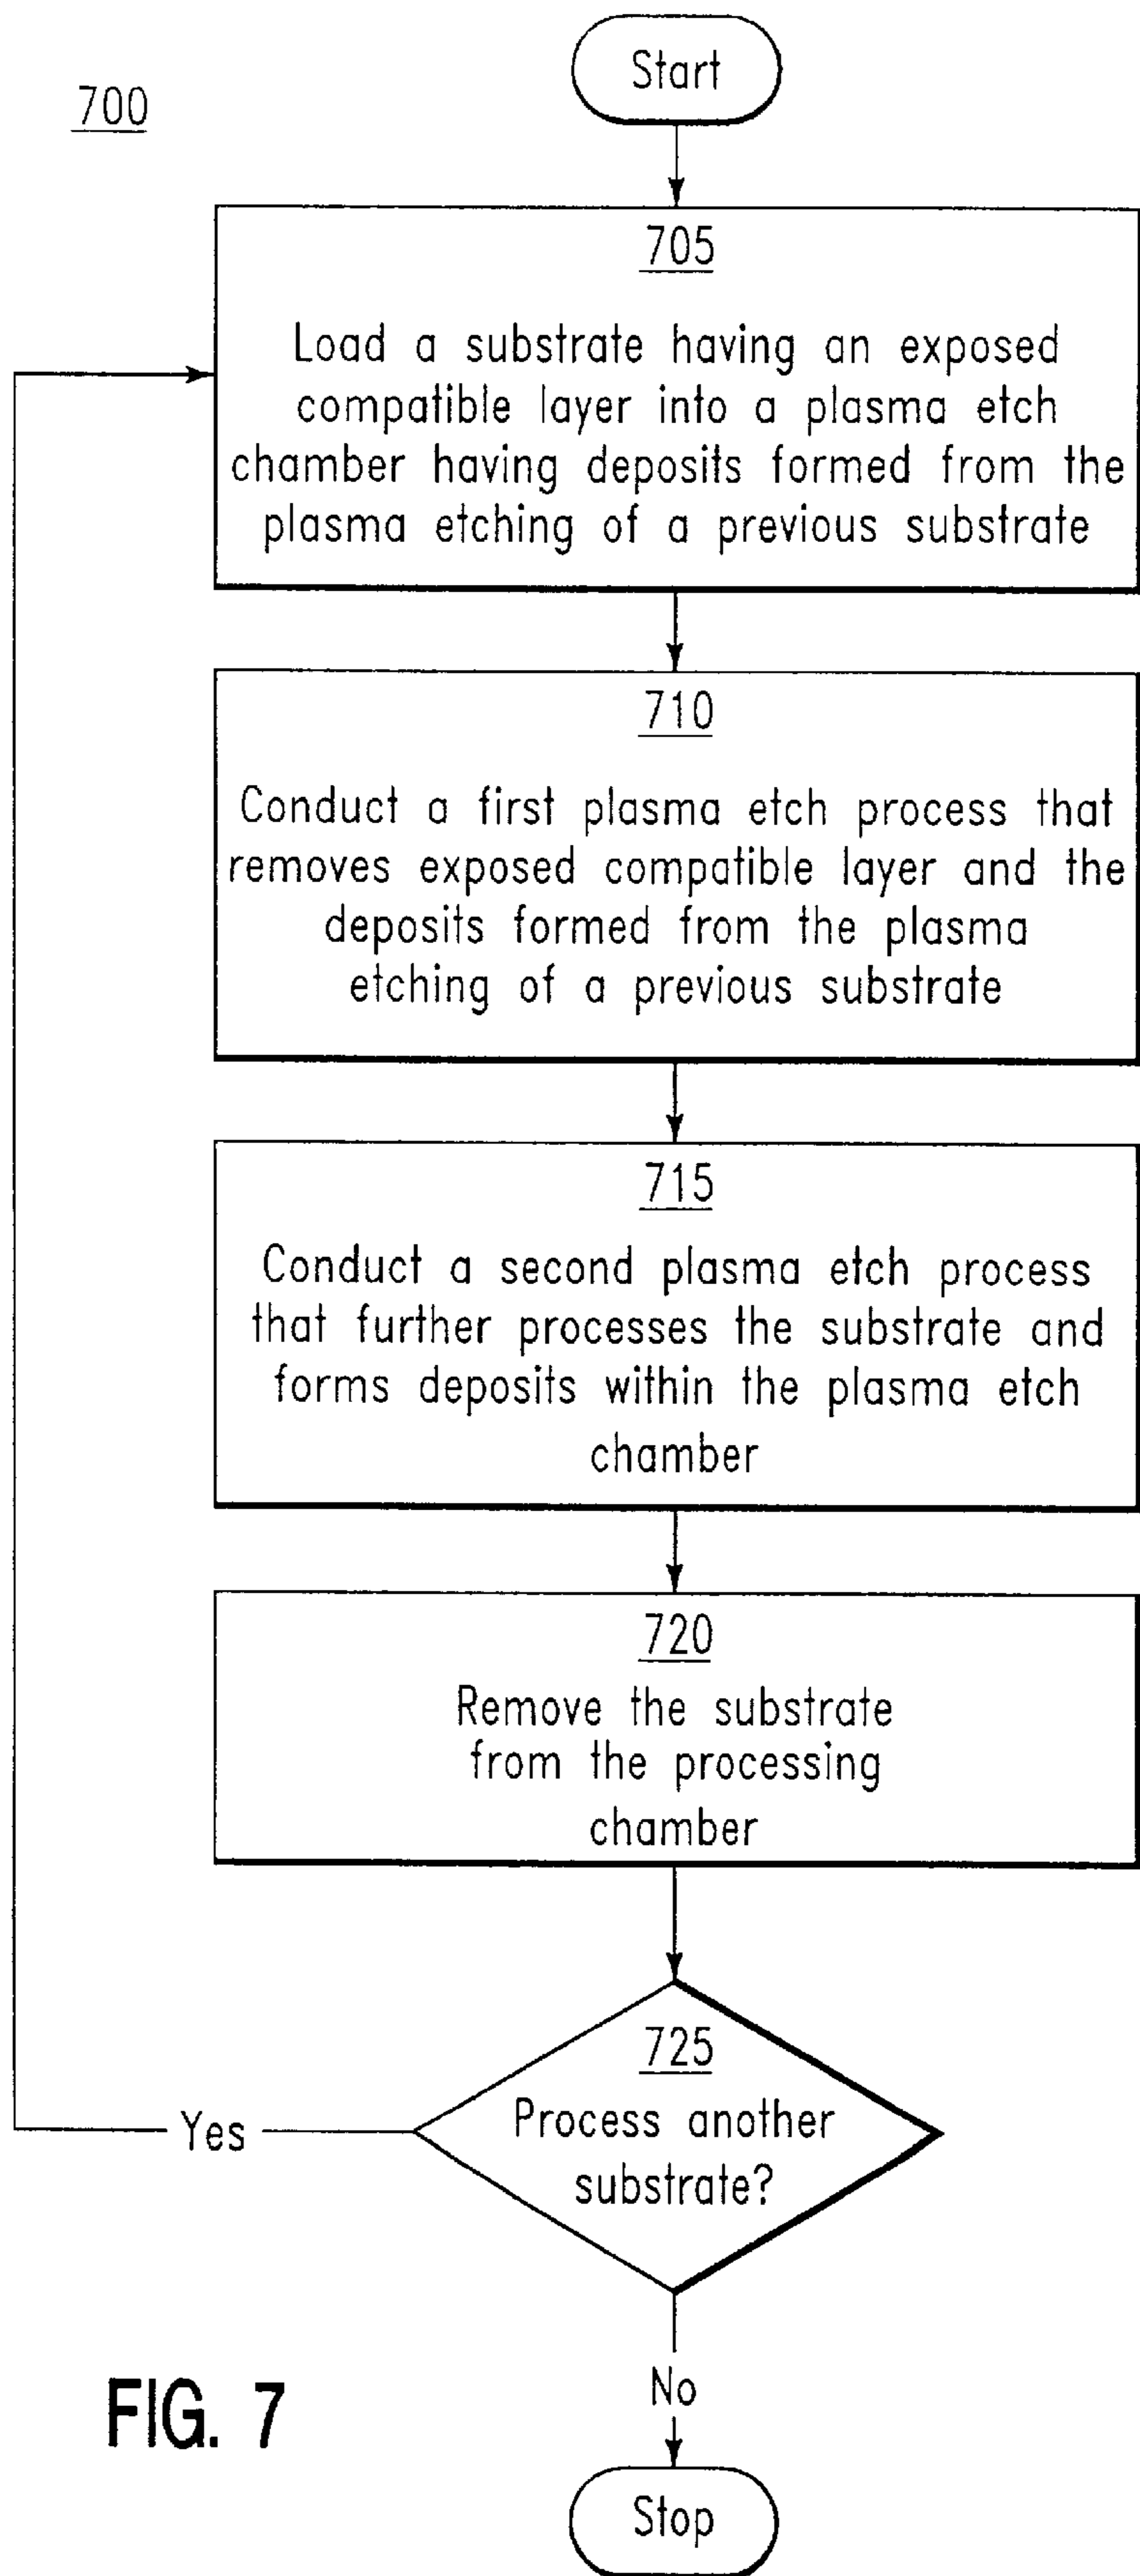 Start
700
705
Load a substrate having an exposed
compatible layer into a plasma etch
chamber having deposits formed from the
plasma etching of a previous substrate
710
Conduct a first plasma etch process that
removes exposed compatible layer and the
deposits formed from the plasma
etching of a previous substrate
715
Conduct a second plasma etch process
that further processes the substrate and
forms deposits within the plasma etch
chamber
720
Remove the substrate
from the processing
chamber
725
Process another
substrate?
Yes
No
Stop
FIG. 7